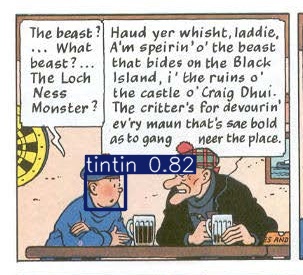 The beast?
... What
beast?...
The Loch
Ness
Monster?
Haud yer whisht, laddie,
A'm speirin' o' the beast
that bides on the Black
Island, i' the ruins o'
the castle o' Craig Dhui.
The critter's for devourin'
ev'ry maun that's sae bold
as to gang neer the place.
tintin 0.82
ES AND